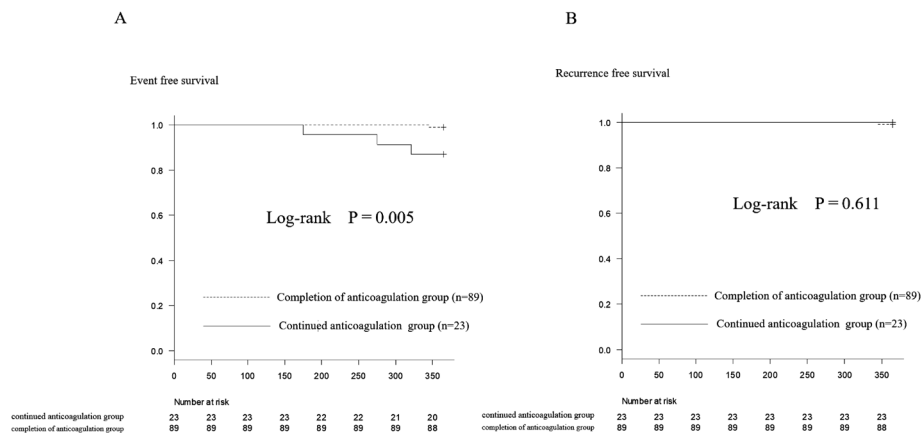 A
Event free survival
1.0
0.8
0.6
0.4
0.2
0.0
Log-rank P = 0.005
Completion of anticoagulation group (n=89)
Continued anticoagulation group (n=23)
0 50 100 150 200 250 300 350
Number at risk
continued anticoagulation group 23 23 23 23 22 22 21 20
completion of anticoagulation group 89 89 89 89 89 89 89 88
B
Recurrence free survival
1.0
0.8
0.6
0.4
0.2
0.0
Log-rank P = 0.611
Completion of anticoagulation group (n=89)
Continued anticoagulation group (n=23)
0 50 100 150 200 250 300 350
Number at risk
continued anticoagulation group 23 23 23 23 23 23 23 23
completion of anticoagulation group 89 89 89 89 89 89 89 88